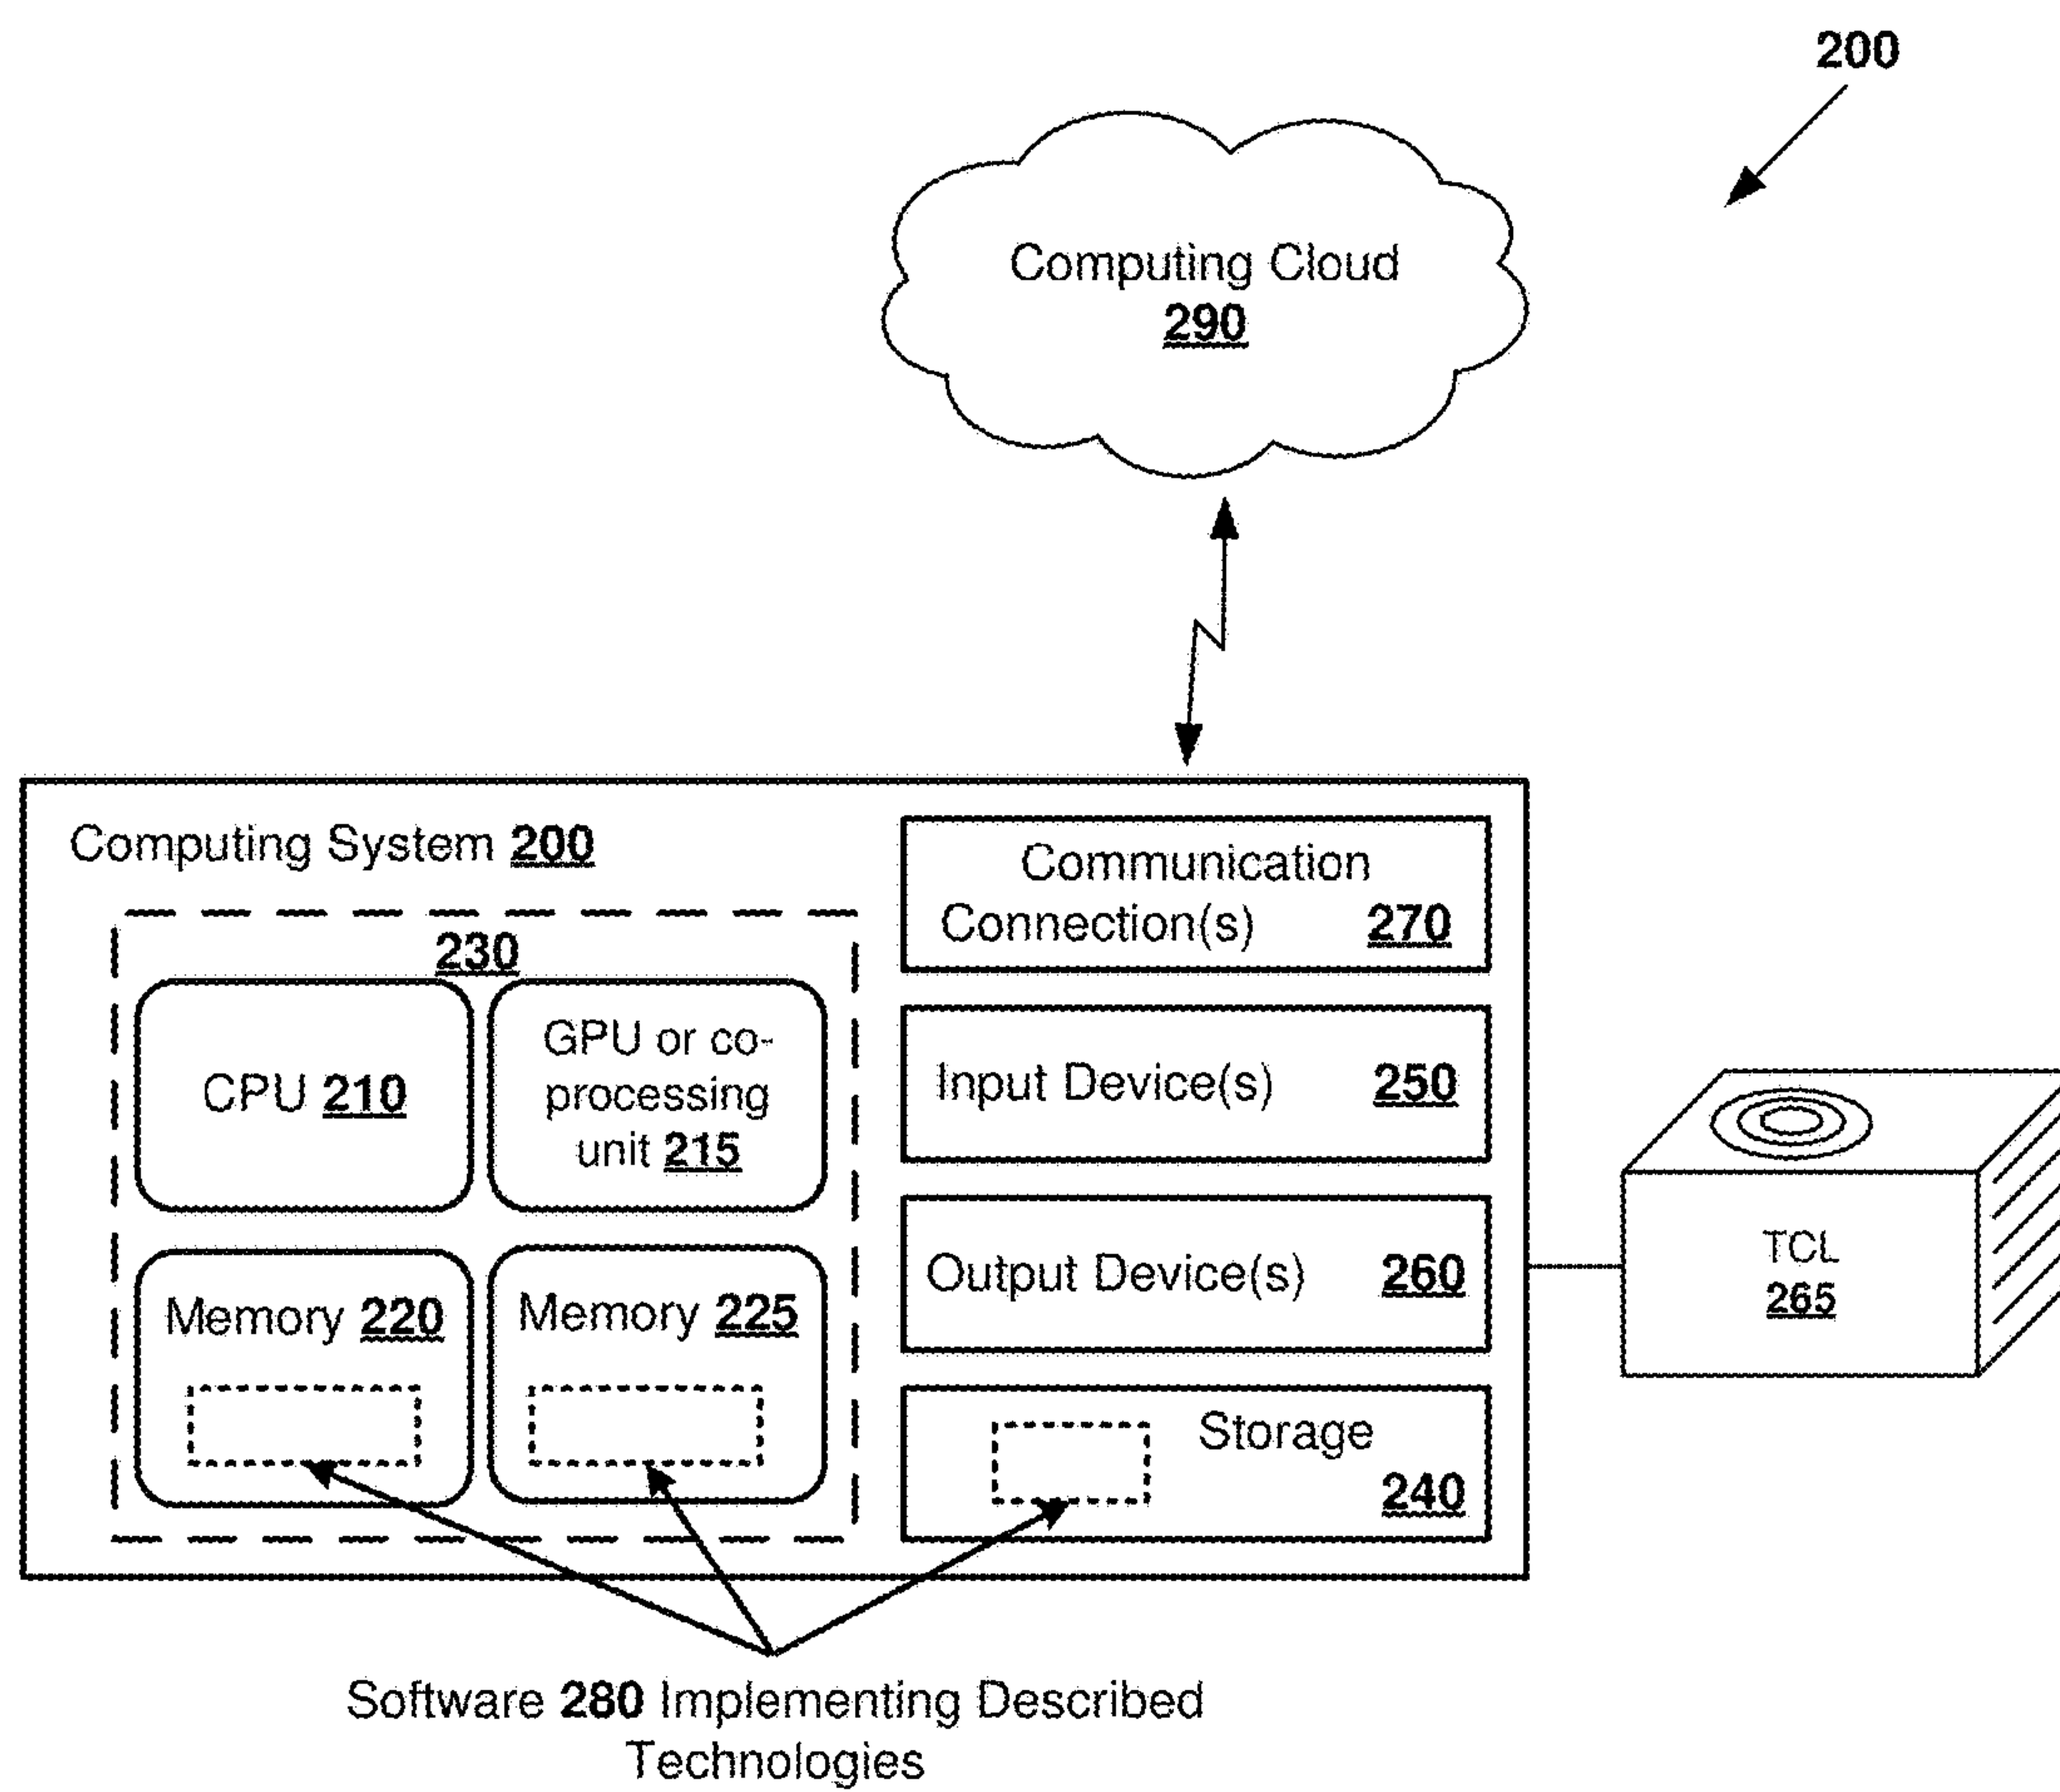 200
Computing Cloud
290
Computing System 200
230
CPU 210
GPU or co-
processing
unit 215
Memory 220
Memory 225
Communication
Connection(s) 270
Input Device(s) 250
Output Device(s) 260
Storage
240
TCL
265
Software 280 Implementing Described
Technologies